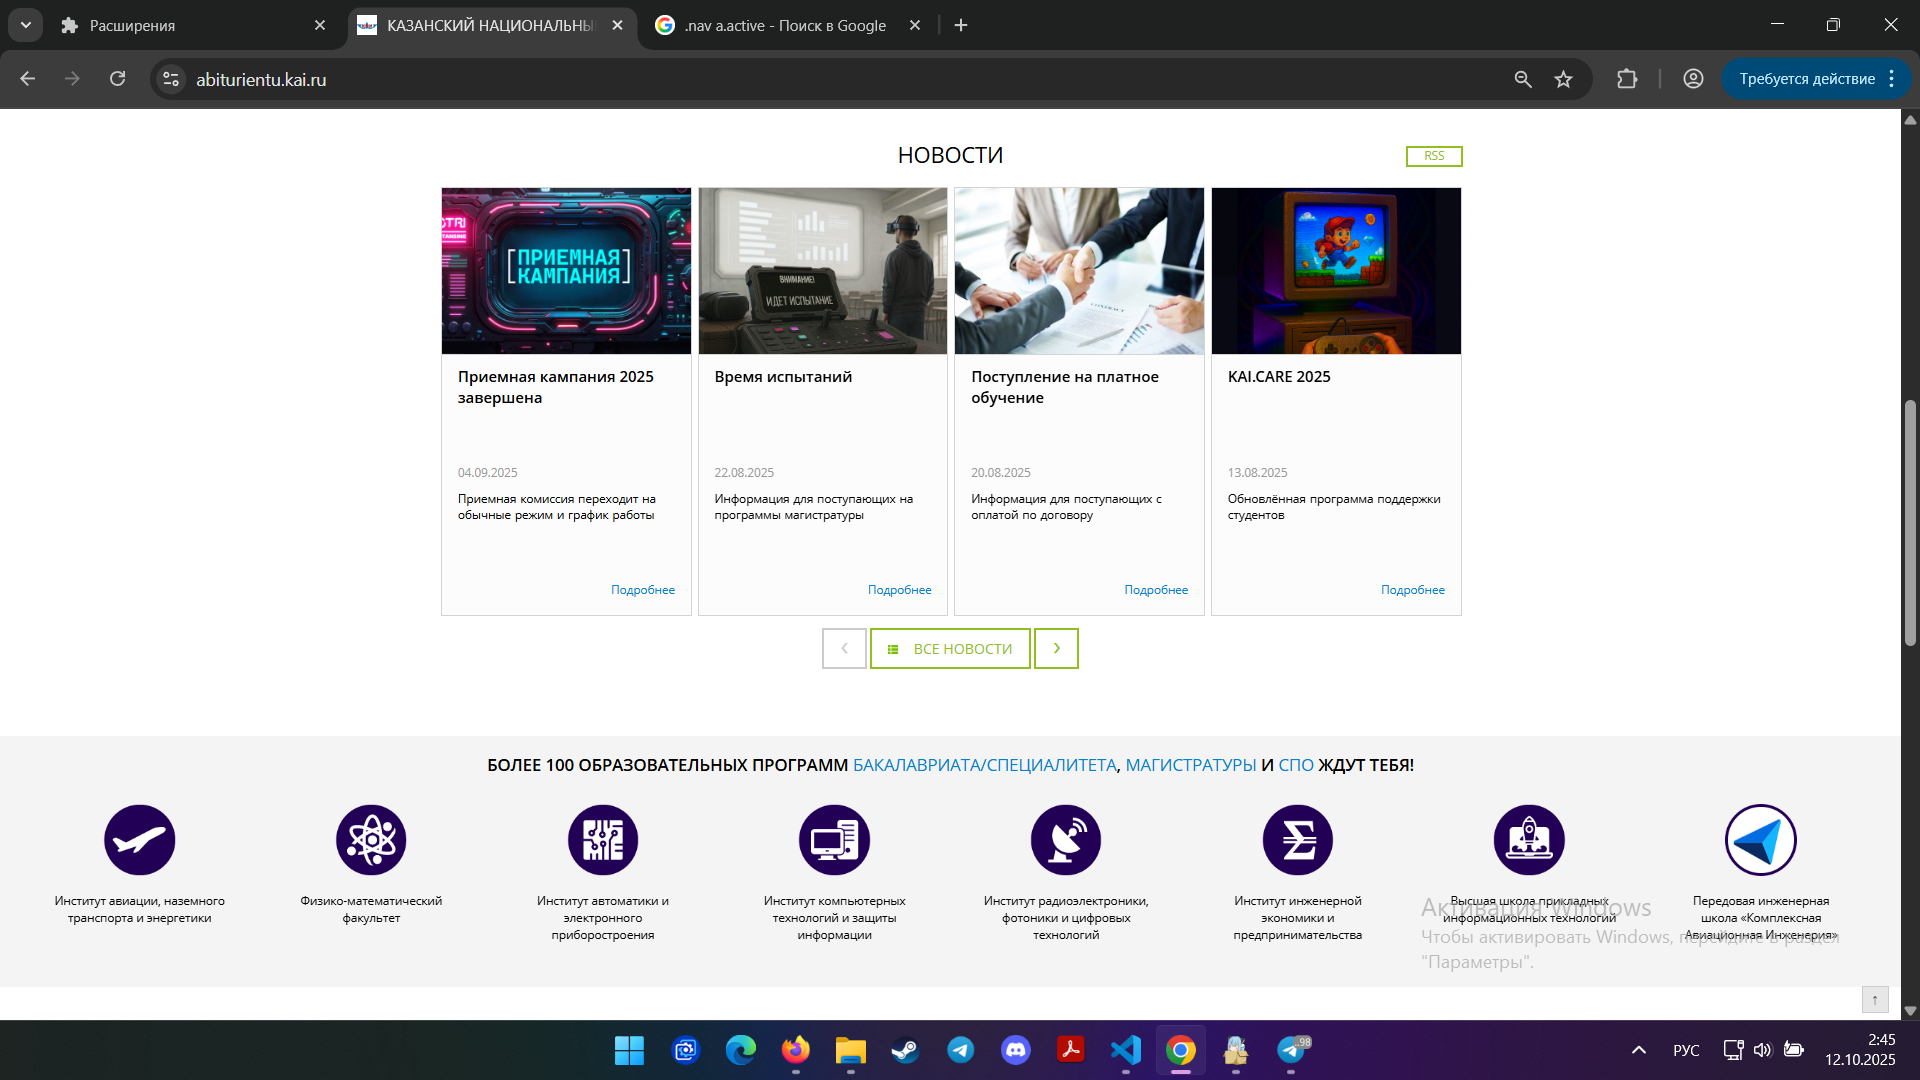 Расширения
КАЗАНСКИЙ НАЦИОНАЛЬНЫ
.nav a.active - Поиск в Google
abiturientu.kai.ru
Требуется действие
НОВОСТИ
RSS
[ПРИЕМНАЯ
КАМПАНИЯ]
ВНИМАНИЕ!
ИДЕТ ИСПЫТАНИЕ
CONTRACT
Приемная кампания 2025
завершена
04.09.2025
Приемная комиссия переходит на
обычные режим и график работы
Подробнее
Время испытаний
22.08.2025
Информация для поступающих на
программы магистратуры
Подробнее
Поступление на платное
обучение
20.08.2025
Информация для поступающих с
оплатой по договору
Подробнее
KAI.CARE 2025
13.08.2025
Обновлённая программа поддержки
студентов
Подробнее
ВСЕ НОВОСТИ
БОЛЕЕ 100 ОБРАЗОВАТЕЛЬНЫХ ПРОГРАММ БАКАЛАВРИАТА/СПЕЦИАЛИТЕТА, МАГИСТРАТУРЫ И СПО ЖДУТ ТЕБЯ!
Институт авиации, наземного
транспорта и энергетики
Физико-математический
факультет
Институт автоматики и
электронного
приборостроения
Институт компьютерных
технологий и защиты
информации
Институт радиоэлектроники,
фотоники и цифровых
технологий
Институт инженерной
экономики и
предпринимательства
Высшая школа прикладных
информационных технологий
Передовая инженерная
школа «Комплексная
Авиационная Инженерия»
Активация Windows
Чтобы активировать Windows, перейдите в раздел
"Параметры".
98
РУС
2:45
12.10.2025